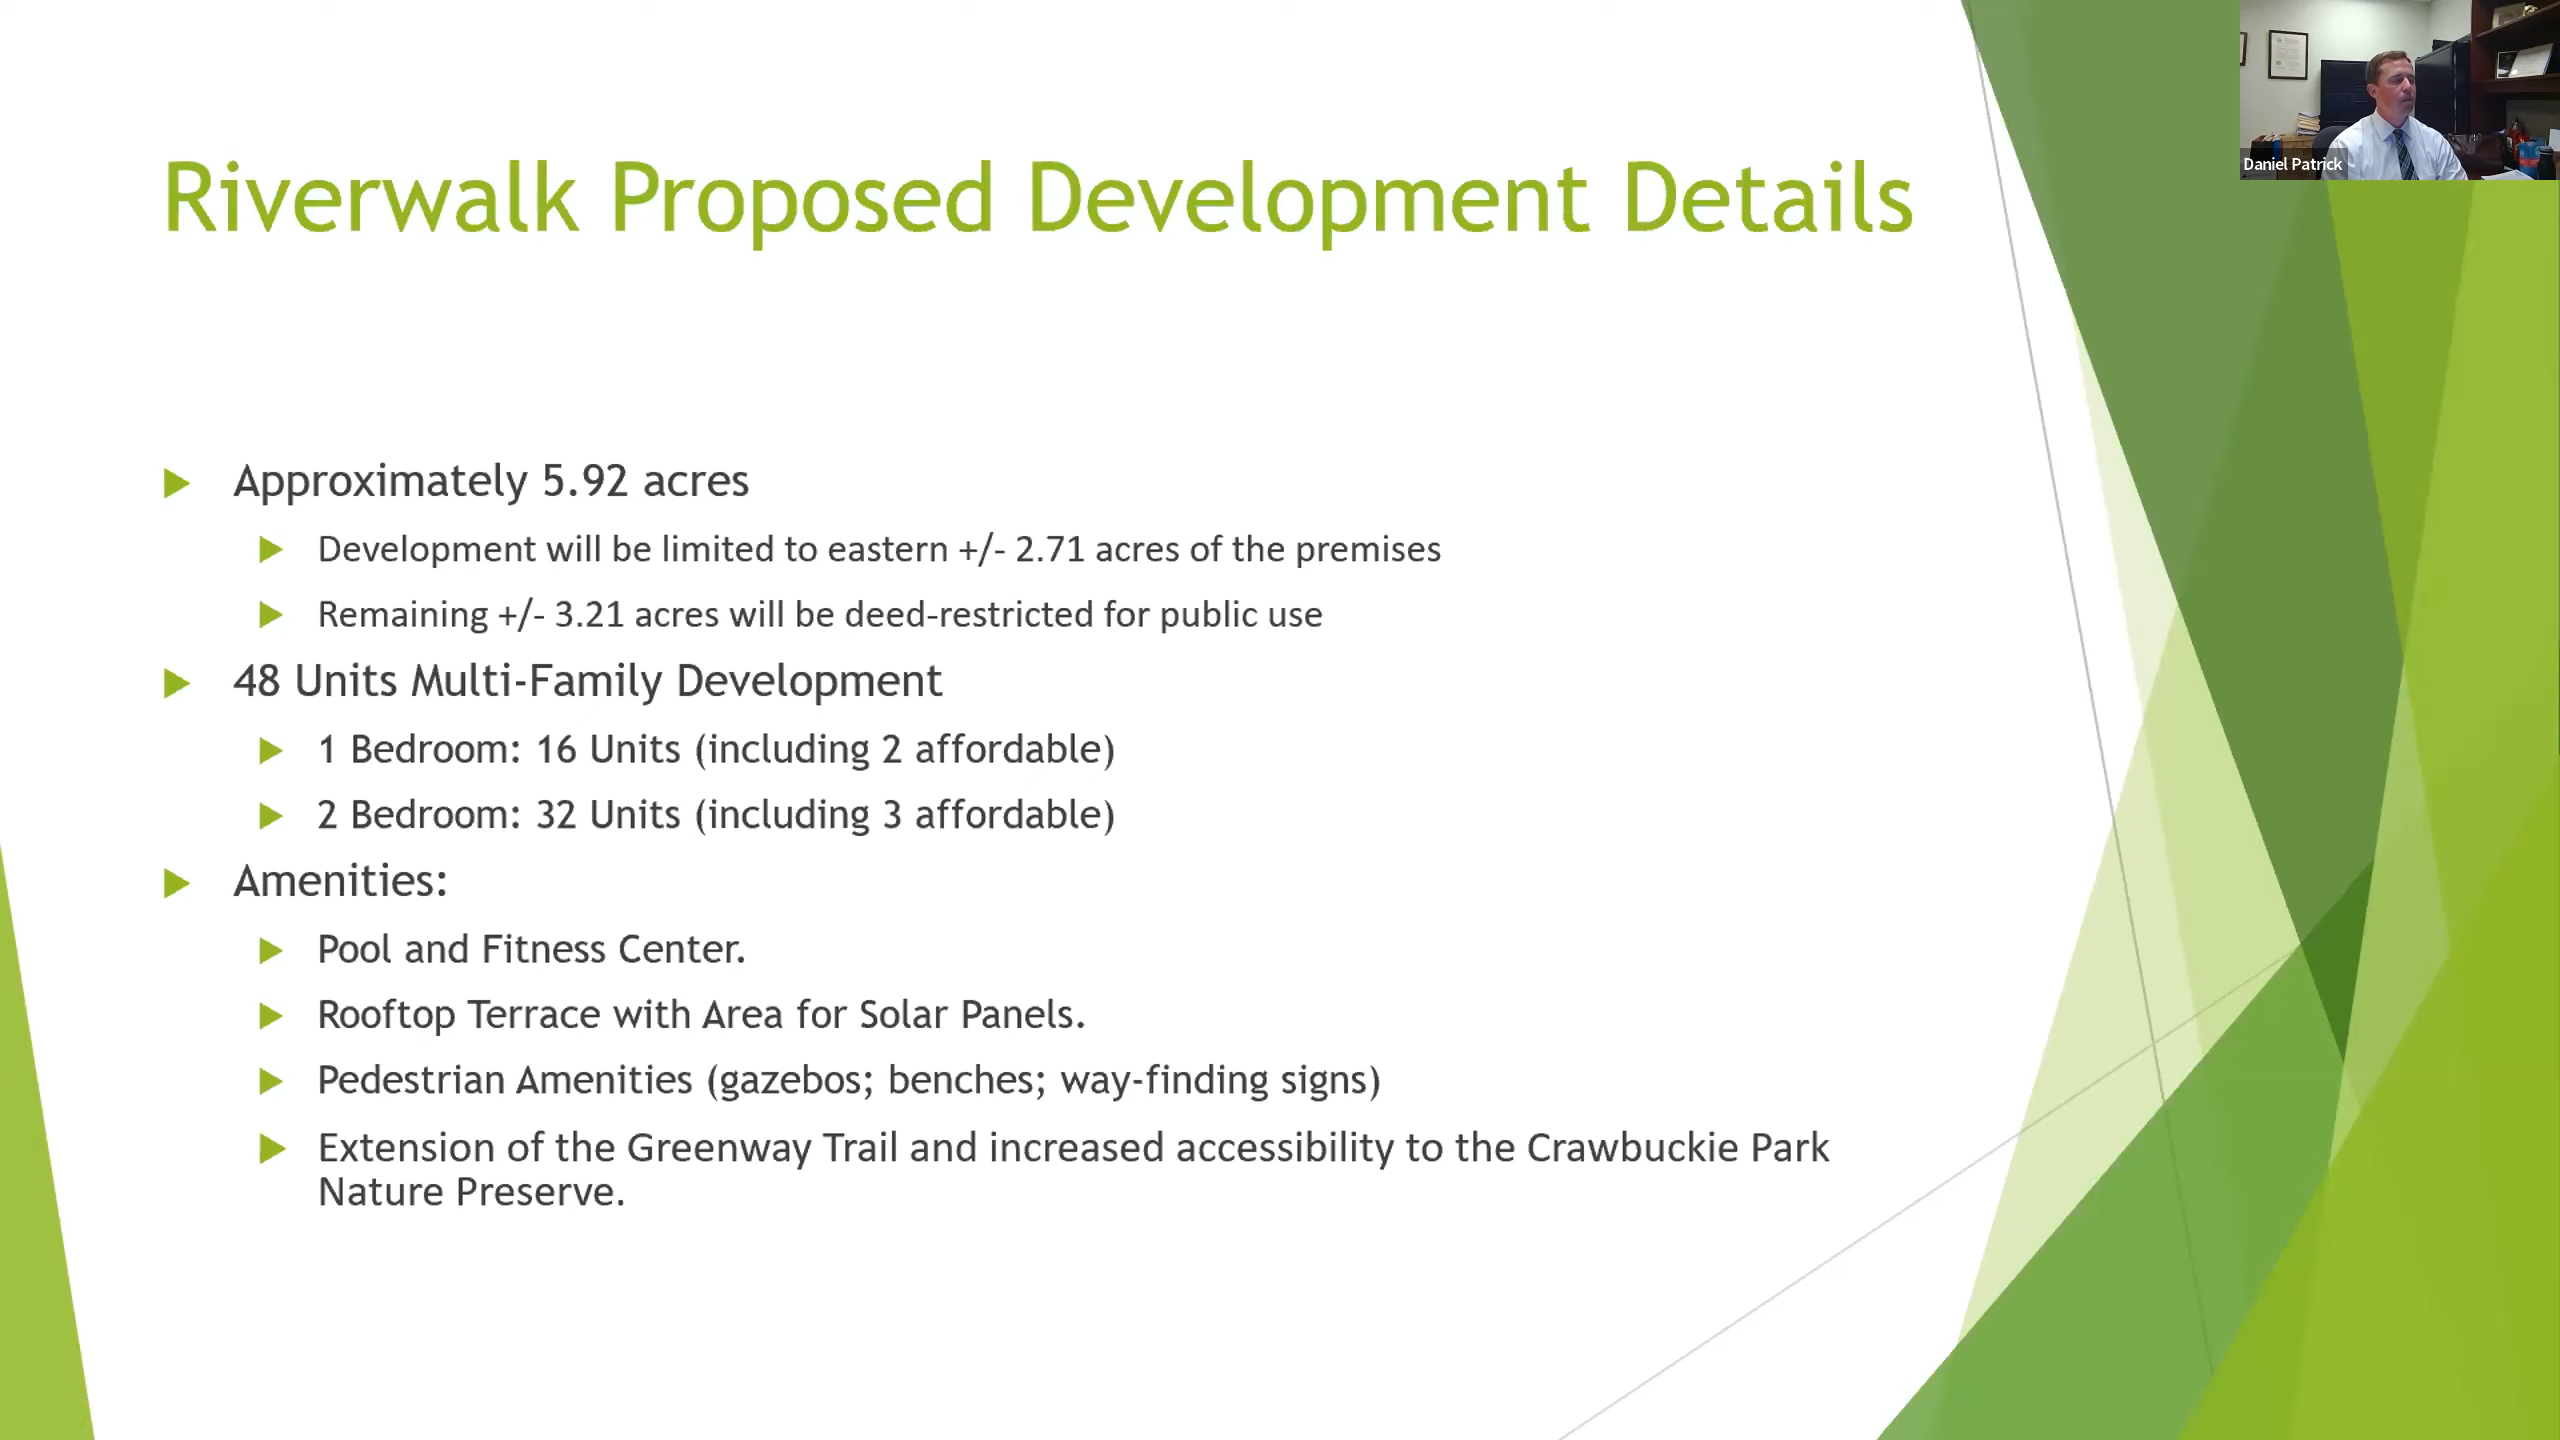 Riverwalk Proposed Development Details
Daniel Patrick
Approximately 5.92 acres
Development will be limited to eastern +/- 2.71 acres of the premises
Remaining +/- 3.21 acres will be deed-restricted for public use
48 Units Multi-Family Development
1 Bedroom: 16 Units (including 2 affordable)
2 Bedroom: 32 Units (including 3 affordable)
Amenities:
Pool and Fitness Center.
Rooftop Terrace with Area for Solar Panels.
Pedestrian Amenities (gazebos; benches; way-finding signs)
Extension of the Greenway Trail and increased accessibility to the Crawbuckie Park
Nature Preserve.